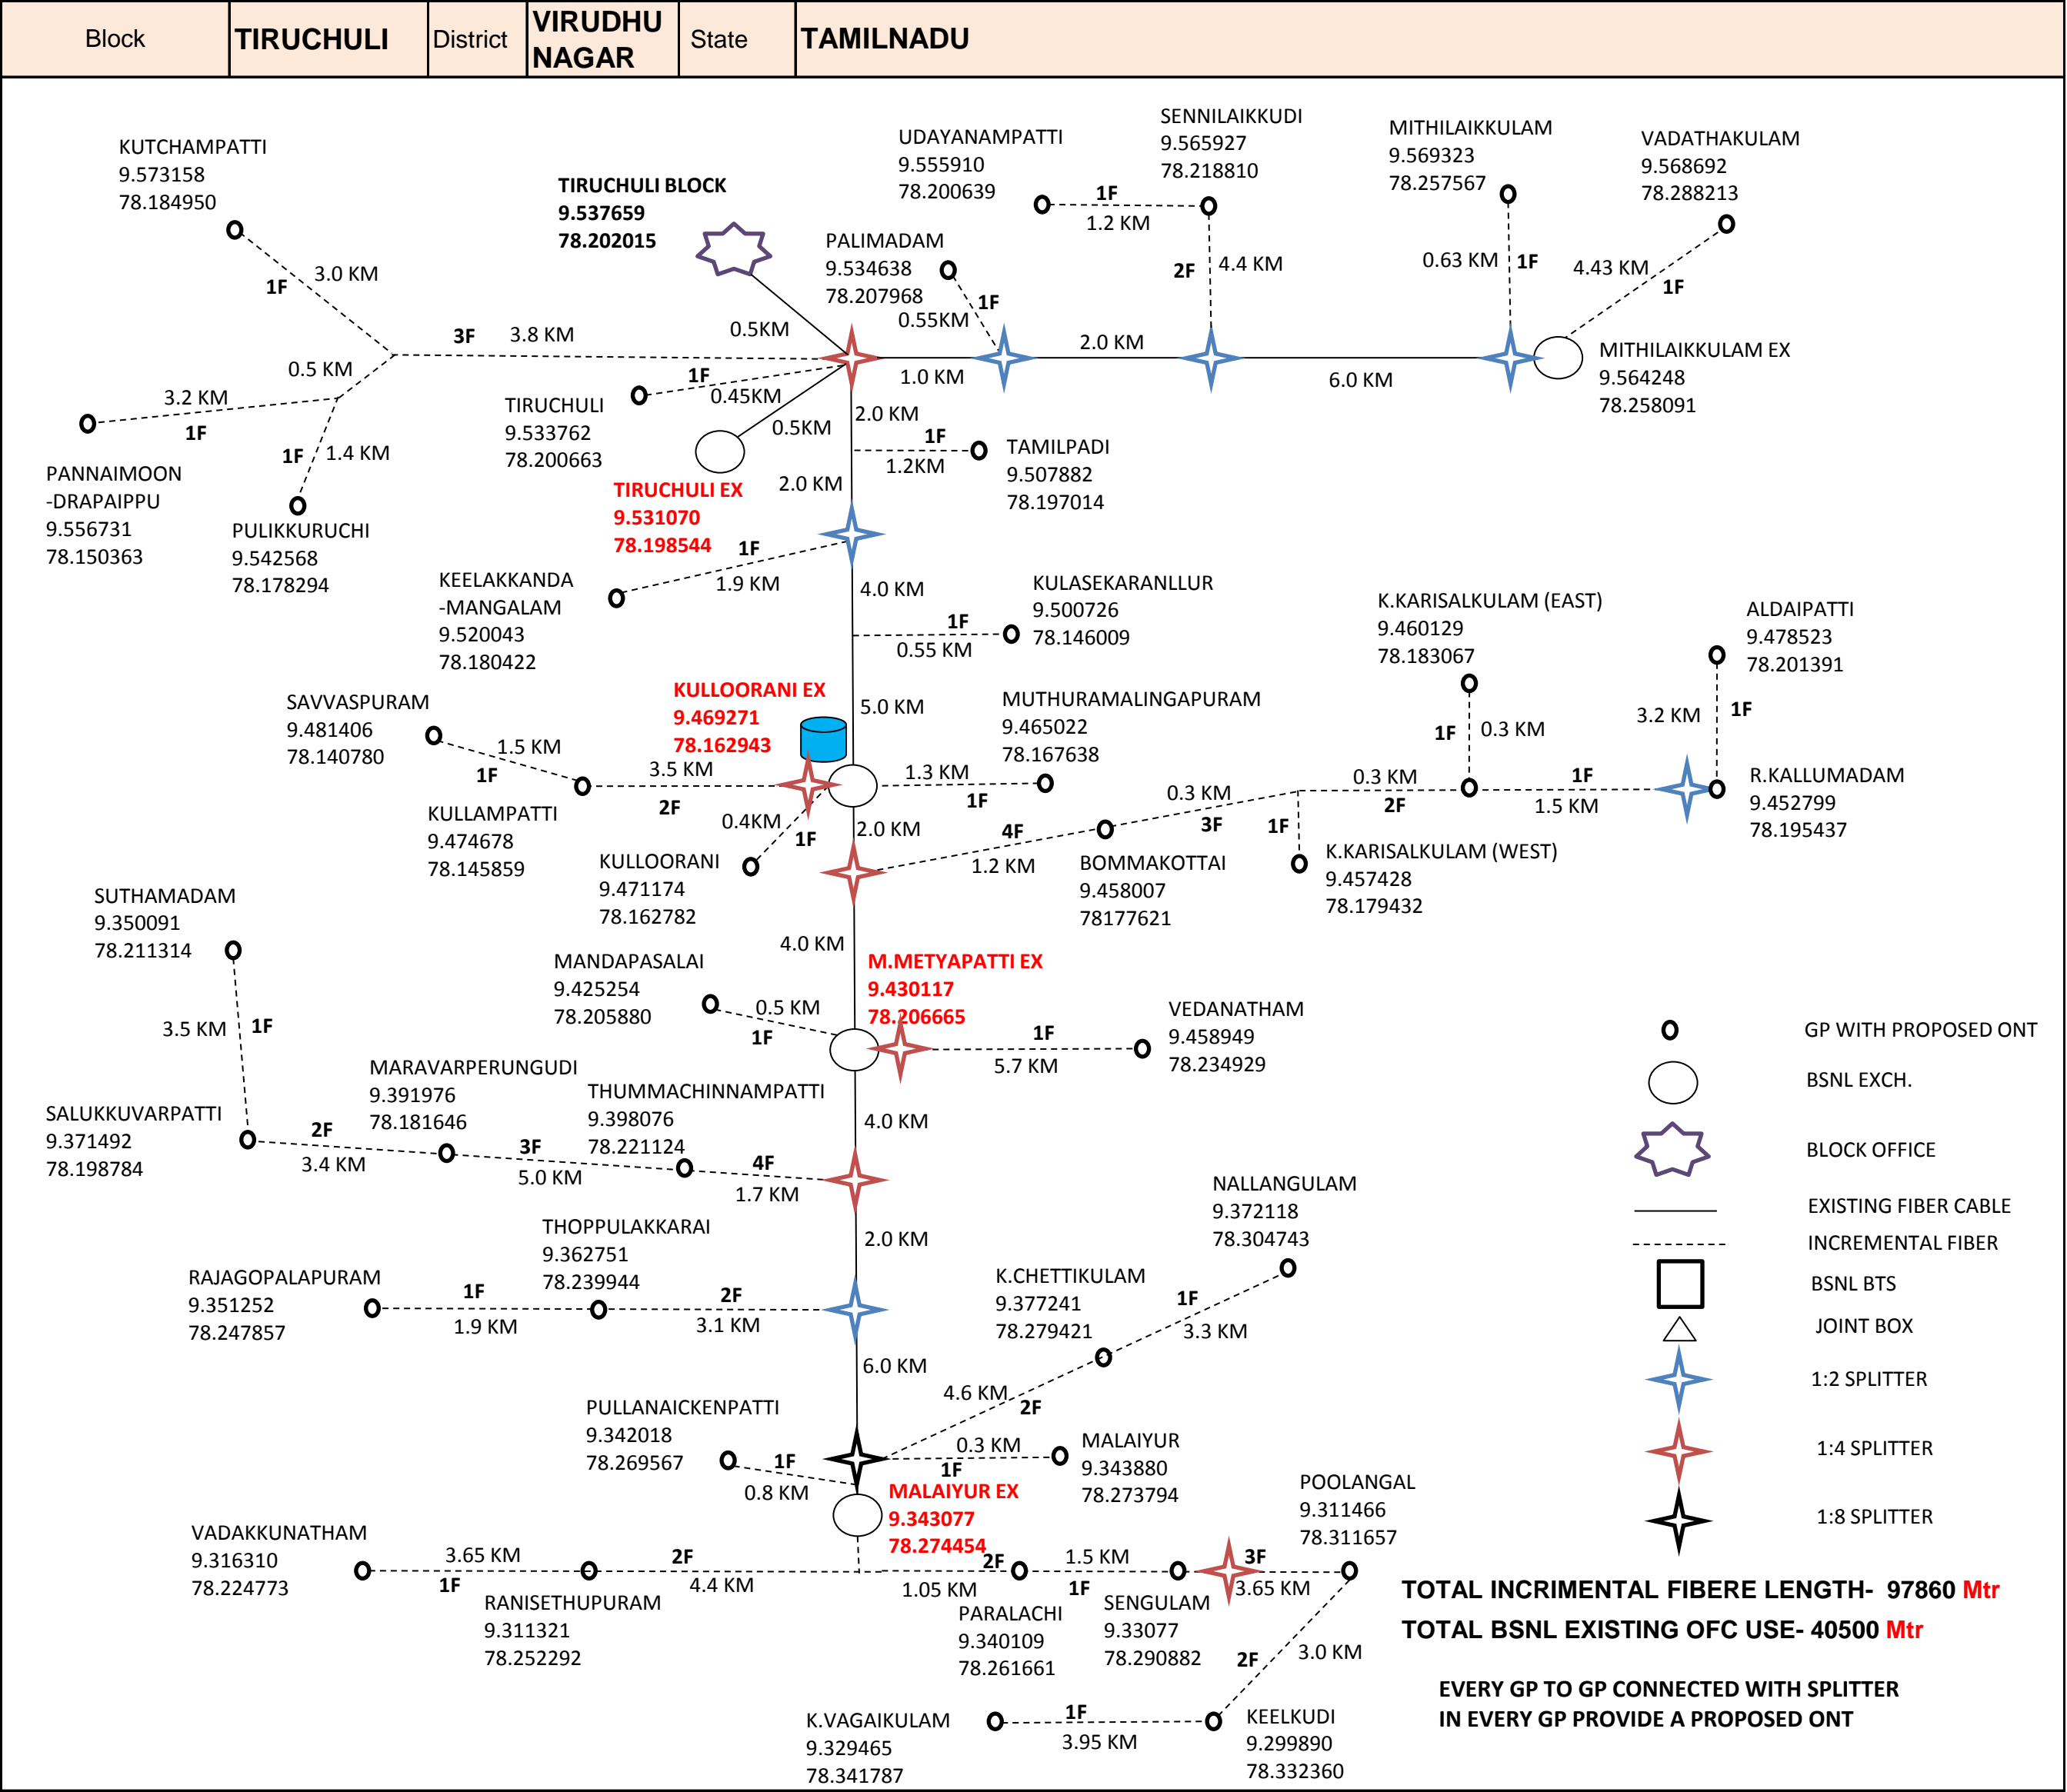 Block TIRUCHULI District VIRUDHU NAGAR State TAMILNADU
KUTCHAMPATTI
9.573158
78.184950
1F
3.0 KM
TIRUCHULI BLOCK
9.537659
78.202015
UDAYANAMPATTI
9.555910
78.200639
1F
1.2 KM
SENNILAIKKUDI
9.565927
78.218810
2F
4.4 KM
MITHILAIKKULAM
9.569323
78.257567
0.63 KM
1F
VADATHAKULAM
9.568692
78.288213
4.43 KM
1F
PALIMADAM
9.534638
78.207968
1F
0.55KM
3F
3.8 KM
0.5KM
1.0 KM
2.0 KM
6.0 KM
MITHILAIKKULAM EX
9.564248
78.258091
0.5 KM
3.2 KM
1F
PANNAIMOON
-DRAPAIPPU
9.556731
78.150363
1F
1.4 KM
PULIKKURUCHI
9.542568
78.178294
1F
0.45KM
TIRUCHULI
9.533762
78.200663
0.5KM
TIRUCHULI EX
9.531070
78.198544
2.0 KM
1F
1.2KM
TAMILPADI
9.507882
78.197014
2.0 KM
1F
1.9 KM
KEELAKKANDA
-MANGALAM
9.520043
78.180422
4.0 KM
1F
0.55 KM
KULASEKARANLLUR
9.500726
78.146009
5.0 KM
KULLOORANI EX
9.469271
78.162943
SAVVASPURAM
9.481406
78.140780
1.5 KM
1F
KULLAMPATTI
9.474678
78.145859
3.5 KM
2F
0.4KM
1F
KULLOORANI
9.471174
78.162782
MUTHURAMALINGAPURAM
9.465022
78.167638
1.3 KM
1F
2.0 KM
4F
1.2 KM
BOMMAKOTTAI
9.458007
78177621
0.3 KM
3F
1F
K.KARISALKULAM (WEST)
9.457428
78.179432
0.3 KM
2F
K.KARISALKULAM (EAST)
9.460129
78.183067
1F
0.3 KM
1F
1.5 KM
ALDAIPATTI
9.478523
78.201391
3.2 KM
1F
R.KALLUMADAM
9.452799
78.195437
4.0 KM
SUTHAMADAM
9.350091
78.211314
3.5 KM
1F
MANDAPASALAI
9.425254
78.205880
0.5 KM
1F
M.METYAPATTI EX
9.430117
78.206665
1F
5.7 KM
VEDANATHAM
9.458949
78.234929
4.0 KM
SALUKKUVARPATTI
9.371492
78.198784
2F
3.4 KM
MARAVARPERUNGUDI
9.391976
78.181646
3F
5.0 KM
THUMMACHINNAMPATTI
9.398076
78.221124
4F
1.7 KM
2.0 KM
RAJAGOPALAPURAM
9.351252
78.247857
1F
1.9 KM
THOPPULAKKARAI
9.362751
78.239944
2F
3.1 KM
6.0 KM
K.CHETTIKULAM
9.377241
78.279421
4.6 KM
2F
NALLANGULAM
9.372118
78.304743
1F
3.3 KM
PULLANAICKENPATTI
9.342018
78.269567
1F
0.8 KM
0.3 KM
1F
MALAIYUR
9.343880
78.273794
MALAIYUR EX
9.343077
78.274454
VADAKKUNATHAM
9.316310
78.224773
3.65 KM
1F
RANISETHUPURAM
9.311321
78.252292
2F
4.4 KM
2F
1.05 KM
PARALACHI
9.340109
78.261661
1.5 KM
1F
SENGULAM
9.33077
78.290882
3F
3.65 KM
POOLANGAL
9.311466
78.311657
2F
3.0 KM
KEELKUDI
9.299890
78.332360
1F
3.95 KM
K.VAGAIKULAM
9.329465
78.341787
GP WITH PROPOSED ONT
BSNL EXCH.
BLOCK OFFICE
EXISTING FIBER CABLE
INCREMENTAL FIBER
BSNL BTS
JOINT BOX
1:2 SPLITTER
1:4 SPLITTER
1:8 SPLITTER
TOTAL INCRIMENTAL FIBERE LENGTH- 97860 Mtr
TOTAL BSNL EXISTING OFC USE- 40500 Mtr
EVERY GP TO GP CONNECTED WITH SPLITTER
IN EVERY GP PROVIDE A PROPOSED ONT